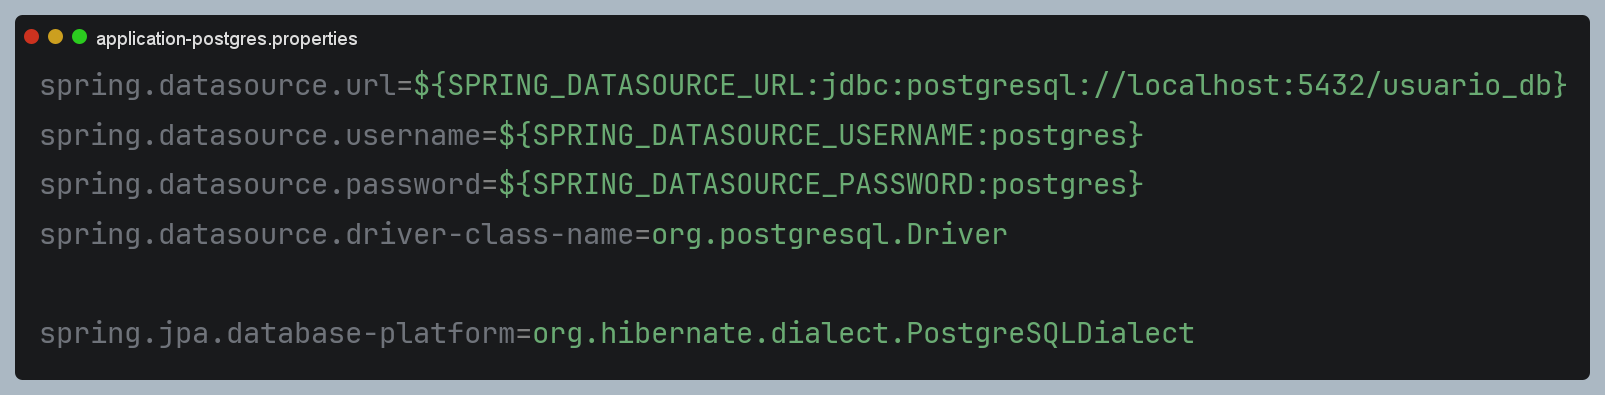 application-postgres.properties
spring.datasource.url=${SPRING_DATASOURCE_URL:jdbc:postgresql://localhost:5432/usuario_db}
spring.datasource.username=${SPRING_DATASOURCE_USERNAME:postgres}
spring.datasource.password=${SPRING_DATASOURCE_PASSWORD:postgres}
spring.datasource.driver-class-name=org.postgresql.Driver
spring.jpa.database-platform=org.hibernate.dialect.PostgreSQLDialect